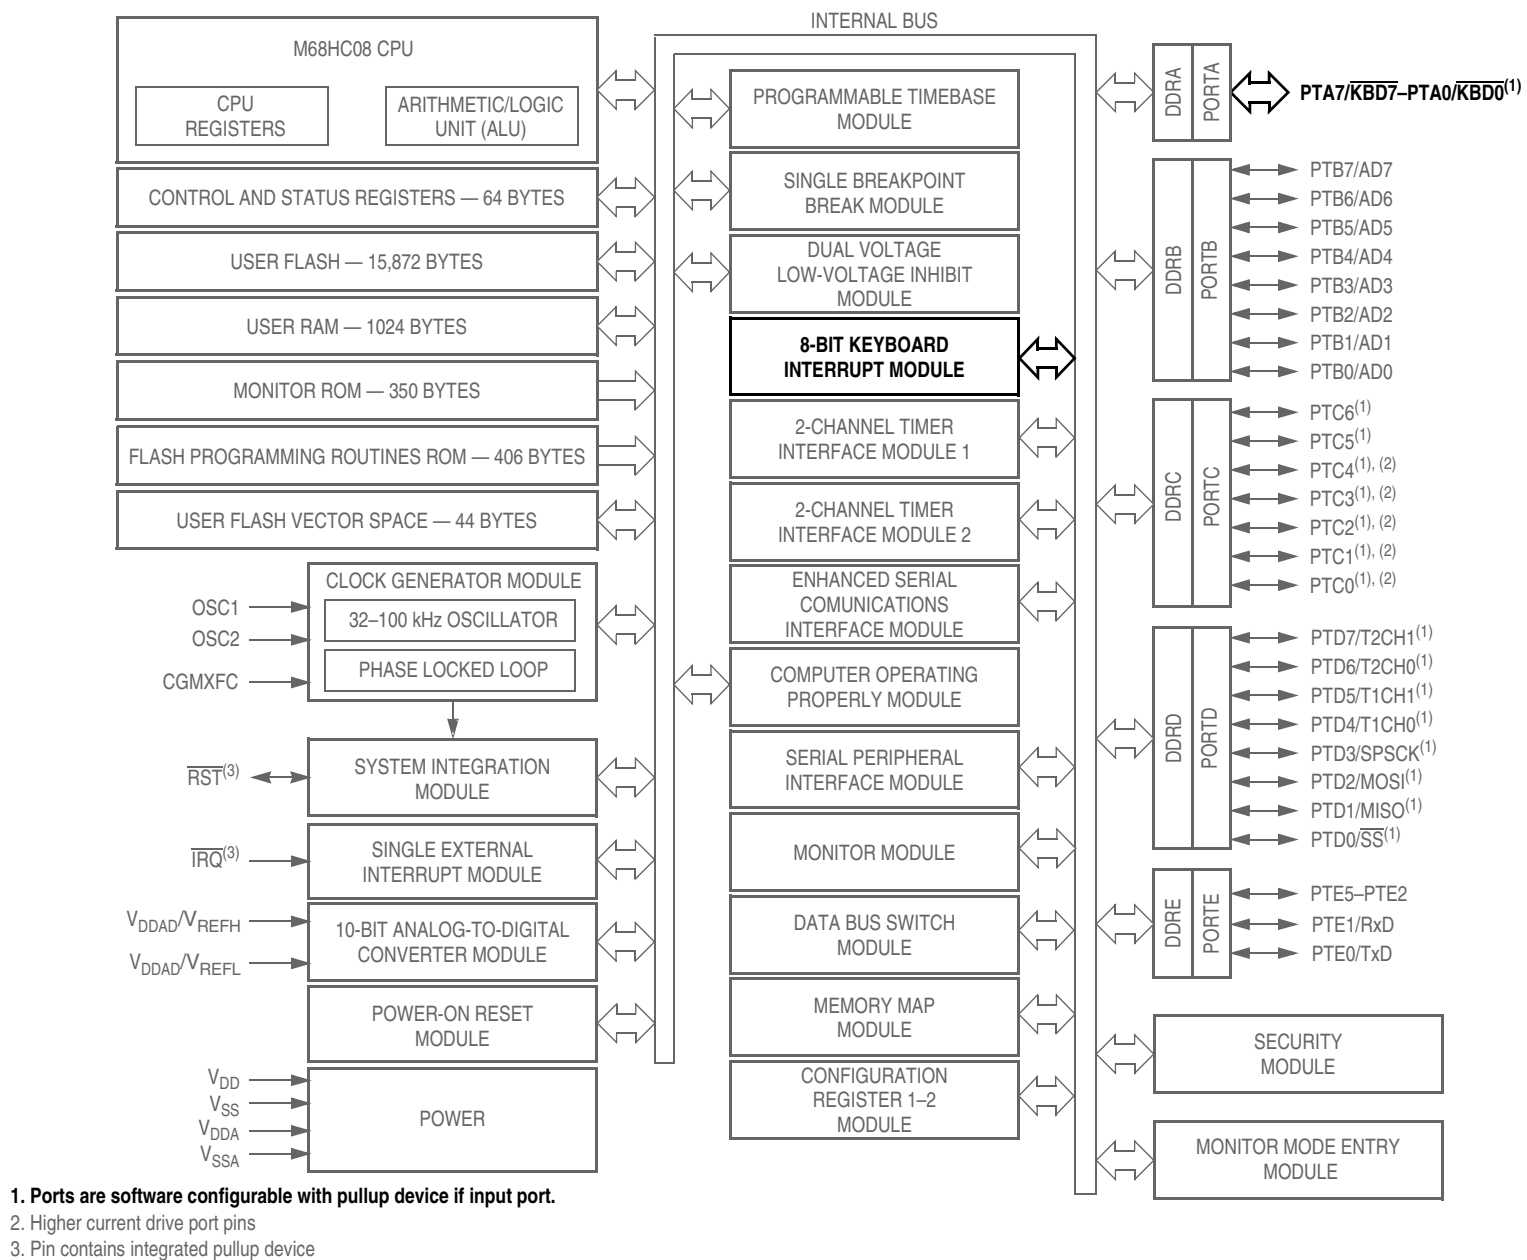 INTERNAL BUS
M68HC08 CPU
CPU
REGISTERS
ARITHMETIC/LOGIC
UNIT (ALU)
CONTROL AND STATUS REGISTERS — 64 BYTES
USER FLASH — 15,872 BYTES
USER RAM — 1024 BYTES
MONITOR ROM — 350 BYTES
FLASH PROGRAMMING ROUTINES ROM — 406 BYTES
USER FLASH VECTOR SPACE — 44 BYTES
CLOCK GENERATOR MODULE
32–100 kHz OSCILLATOR
PHASE LOCKED LOOP
OSC1
OSC2
CGMXFC
SYSTEM INTEGRATION
MODULE
RST(3)
SINGLE EXTERNAL
INTERRUPT MODULE
IRQ(3)
10-BIT ANALOG-TO-DIGITAL
CONVERTER MODULE
VDDAD/VREFH
VDDAD/VREFL
POWER-ON RESET
MODULE
POWER
VDD
VSS
VDDA
VSSA
PROGRAMMABLE TIMEBASE
MODULE
SINGLE BREAKPOINT
BREAK MODULE
DUAL VOLTAGE
LOW-VOLTAGE INHIBIT
MODULE
8-BIT KEYBOARD
INTERRUPT MODULE
2-CHANNEL TIMER
INTERFACE MODULE 1
2-CHANNEL TIMER
INTERFACE MODULE 2
ENHANCED SERIAL
COMUNICATIONS
INTERFACE MODULE
COMPUTER OPERATING
PROPERLY MODULE
SERIAL PERIPHERAL
INTERFACE MODULE
MONITOR MODULE
DATA BUS SWITCH
MODULE
MEMORY MAP
MODULE
CONFIGURATION
REGISTER 1–2
MODULE
DDRA
PORTA
PTA7/KBD7–PTA0/KBD0(1)
DDRB
PORTB
PTB7/AD7
PTB6/AD6
PTB5/AD5
PTB4/AD4
PTB3/AD3
PTB2/AD2
PTB1/AD1
PTB0/AD0
DDRC
PORTC
PTC6(1)
PTC5(1)
PTC4(1), (2)
PTC3(1), (2)
PTC2(1), (2)
PTC1(1), (2)
PTC0(1), (2)
DDRD
PORTD
PTD7/T2CH1(1)
PTD6/T2CH0(1)
PTD5/T1CH1(1)
PTD4/T1CH0(1)
PTD3/SPSCK(1)
PTD2/MOSI(1)
PTD1/MISO(1)
PTD0/SS(1)
DDRE
PORTE
PTE5–PTE2
PTE1/RxD
PTE0/TxD
SECURITY
MODULE
MONITOR MODE ENTRY
MODULE
1. Ports are software configurable with pullup device if input port.
2. Higher current drive port pins
3. Pin contains integrated pullup device